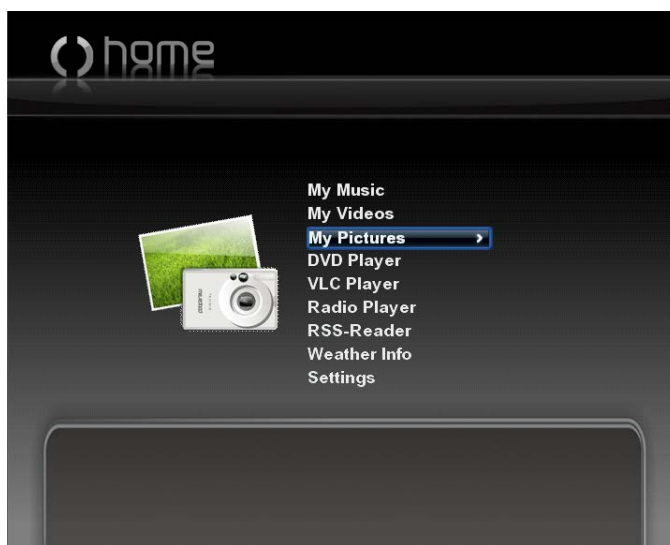 home
My Music
My Videos
My Pictures
DVD Player
VLC Player
Radio Player
RSS-Reader
Weather Info
Settings